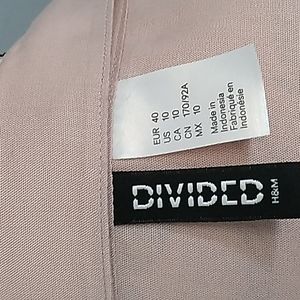 EUR 40
US 10
CA 10
CN 170/92A
MX 10
Made in
Indonesia
Fabriqué en
Indonésie
DIVIDED
H&M